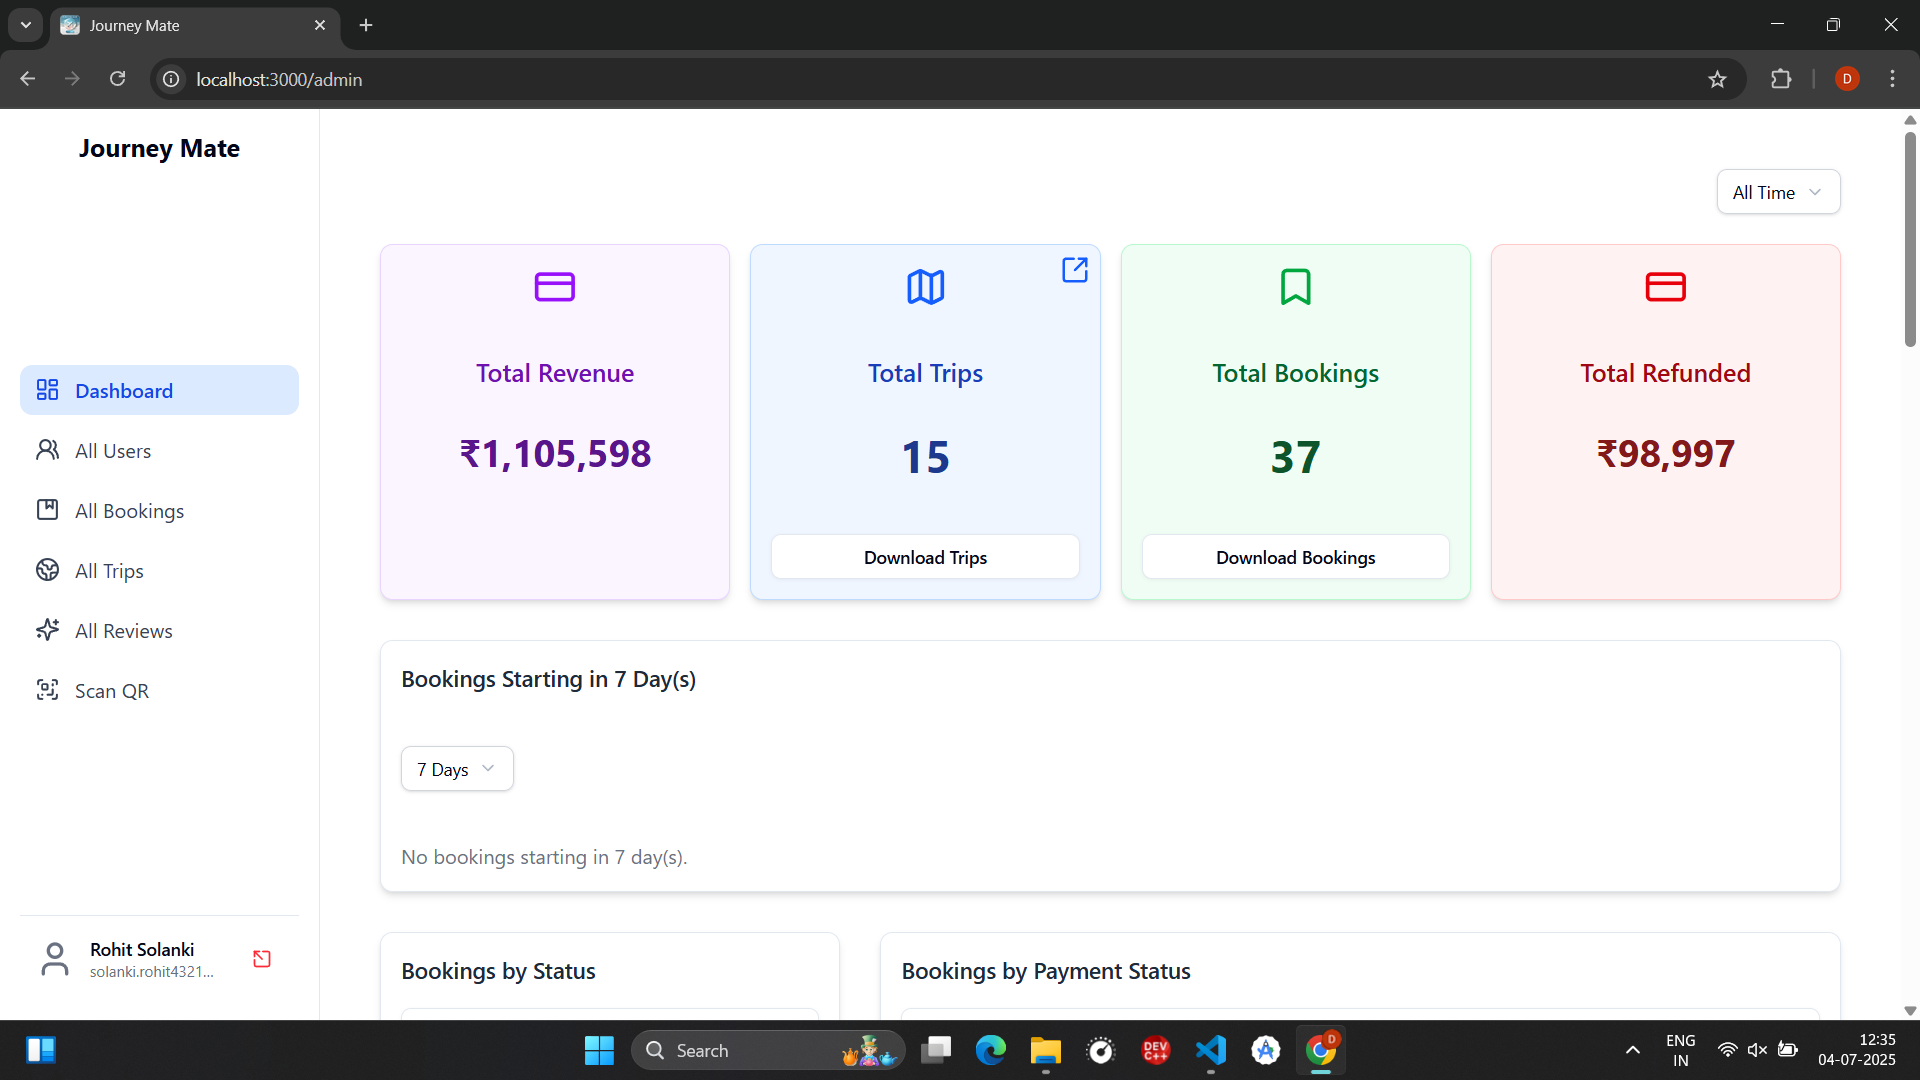 Journey Mate
localhost:3000/admin
D
Journey Mate
All Time
Total Revenue
₹1,105,598
Total Trips
15
Download Trips
Total Bookings
37
Download Bookings
Total Refunded
₹98,997
Dashboard
All Users
All Bookings
All Trips
All Reviews
Scan QR
Bookings Starting in 7 Day(s)
7 Days
No bookings starting in 7 day(s).
Bookings by Status
Bookings by Payment Status
Rohit Solanki
solanki.rohit4321...
Search
DEV
C++
D
ENG
IN
12:35
04-07-2025